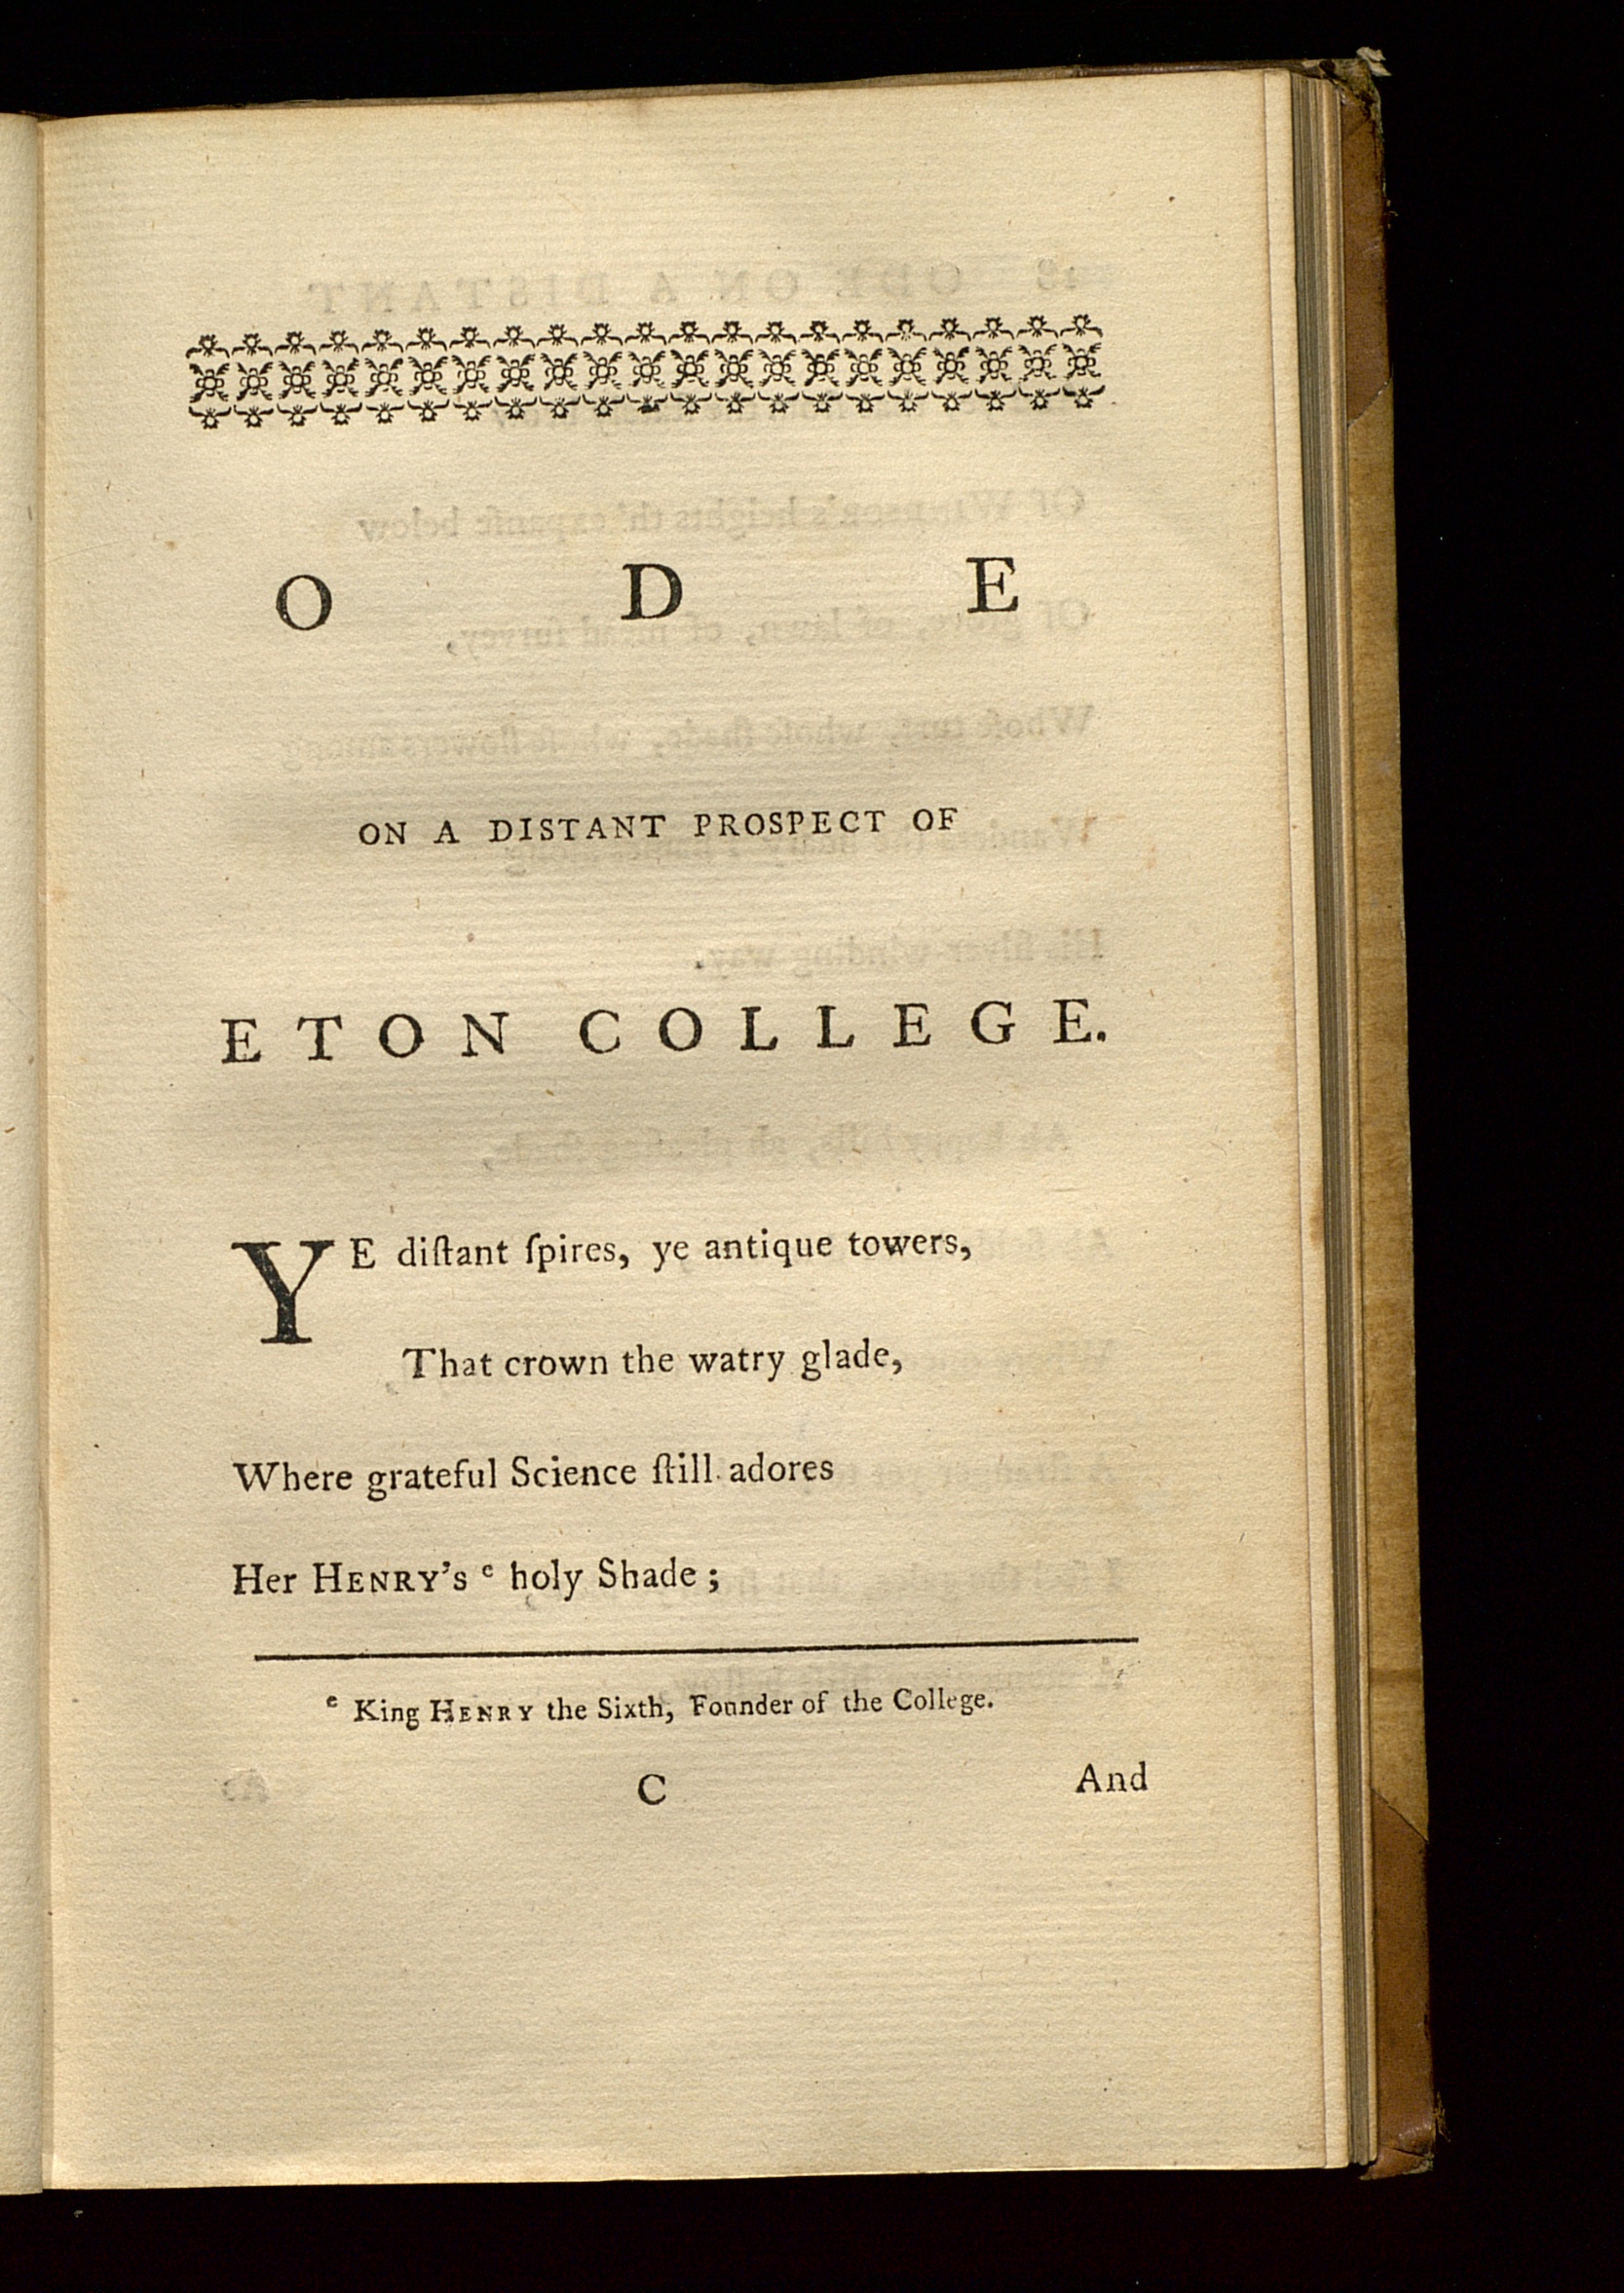 O D E
ON A DISTANT PROSPECT OF
ETON COLLEGE.
YE diſtant ſpires, ye antique towers,
That crown the watry glade,
Where grateful Science ſtill adores
Her HENRY'S ᵉ holy Shade;
ᵉ King HENRY the Sixth, Founder of the College.
C
And